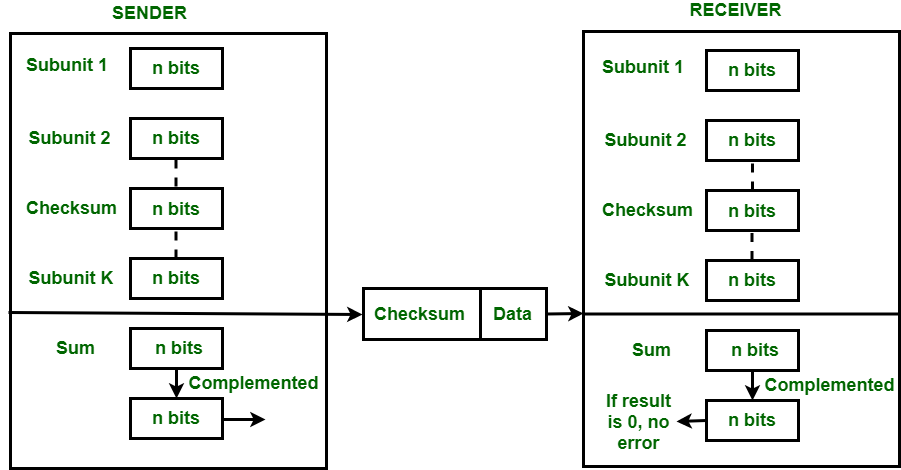 SENDER
Subunit 1
n bits
Subunit 2
n bits
Checksum
n bits
Subunit K
n bits
Sum
n bits
Complemented
n bits
Checksum
Data
RECEIVER
Subunit 1
n bits
Subunit 2
n bits
Checksum
n bits
Subunit K
n bits
Sum
n bits
Complemented
If result
is 0, no
error
n bits